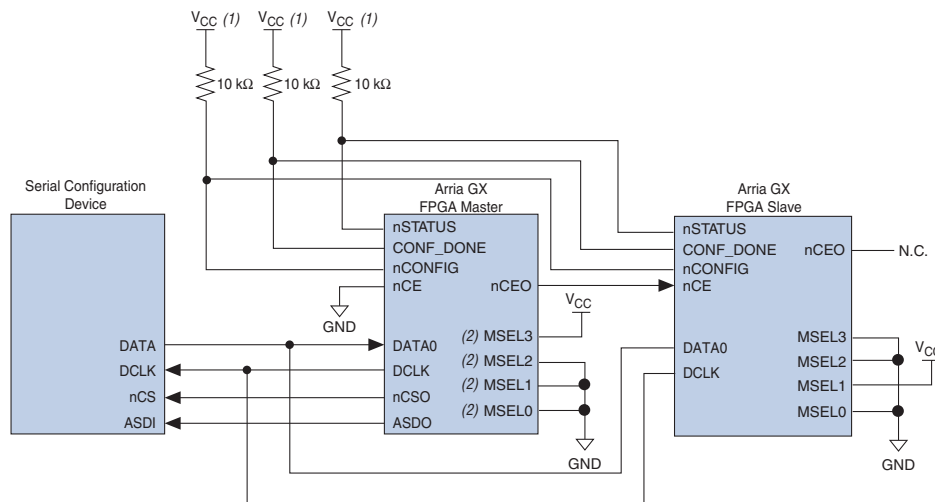 VCC (1) VCC (1) VCC (1)
10 kΩ 10 kΩ 10 kΩ
Serial Configuration
Device
DATA
DCLK
nCS
ASDI
Arria GX
FPGA Master
nSTATUS
CONF_DONE
nCONFIG
nCE
nCEO
GND
VCC
DATA0
DCLK
nCSO
ASDO
(2) MSEL3
(2) MSEL2
(2) MSEL1
(2) MSEL0
GND
Arria GX
FPGA Slave
nSTATUS
CONF_DONE
nCONFIG
nCE
nCEO
N.C.
DATA0
DCLK
MSEL3
MSEL2
MSEL1
MSEL0
VCC
GND